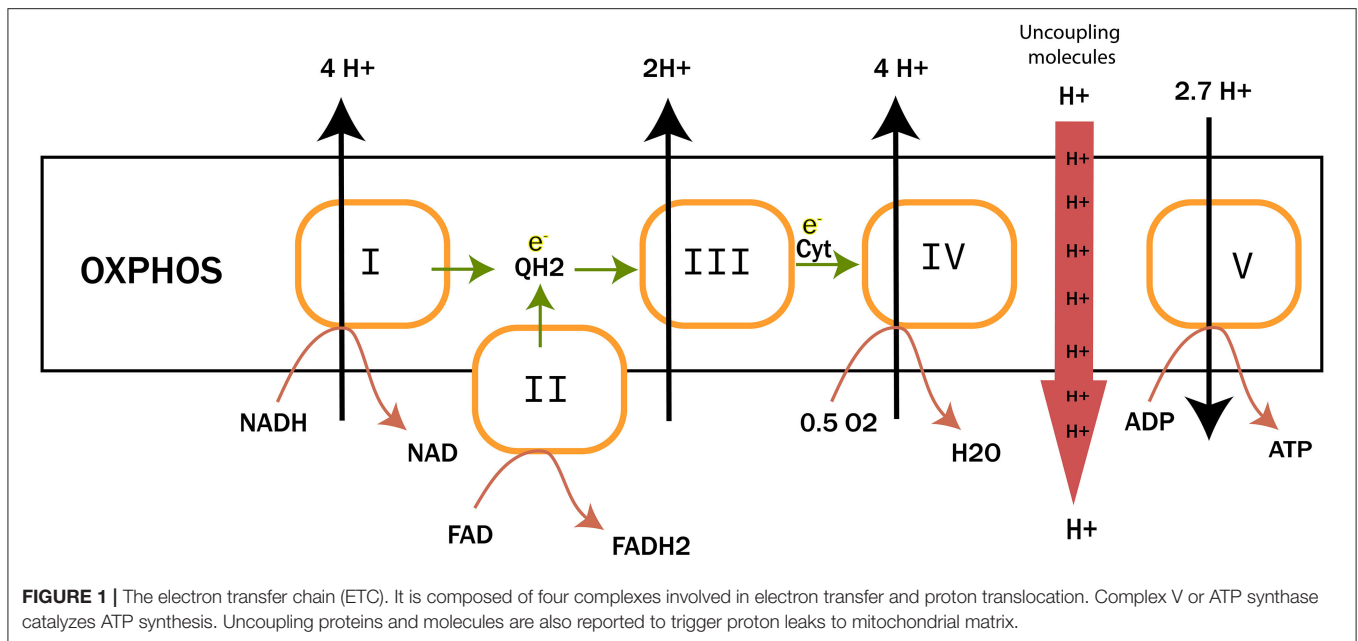 Uncoupling
molecules
4 H+
2H+
4 H+
H+
2.7 H+
OXPHOS
I
e-
QH2
III
e-
Cyt
IV
V
II
H+
H+
H+
H+
H+
H+
H+
NADH
NAD
0.5 O2
H2O
ADP
ATP
FAD
FADH2
H+
FIGURE 1 | The electron transfer chain (ETC). It is composed of four complexes involved in electron transfer and proton translocation. Complex V or ATP synthase
catalyzes ATP synthesis. Uncoupling proteins and molecules are also reported to trigger proton leaks to mitochondrial matrix.